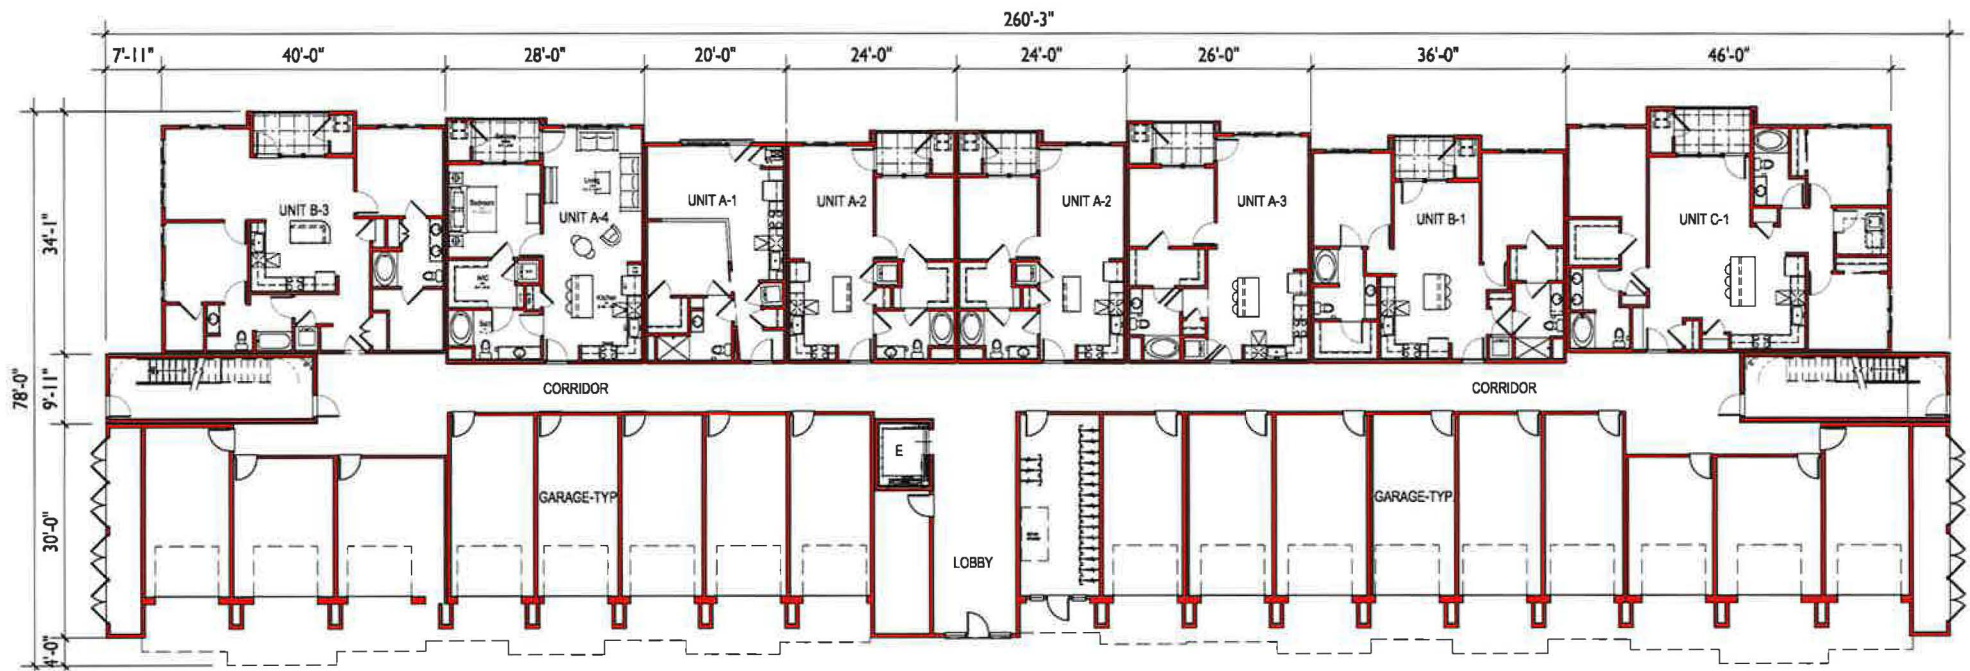 260'-3"
7'-11" 40'-0" 28'-0" 20'-0" 24'-0" 24'-0" 26'-0" 36'-0" 46'-0"
78'-0"
34'-1"
9'-11"
30'-0"
4'-0"
UNIT B-3
UNIT A-4
UNIT A-1
UNIT A-2
UNIT A-2
UNIT A-3
UNIT B-1
UNIT C-1
Living
Bedroom
CORRIDOR
CORRIDOR
E
GARAGE-TYP
GARAGE-TYP.
LOBBY